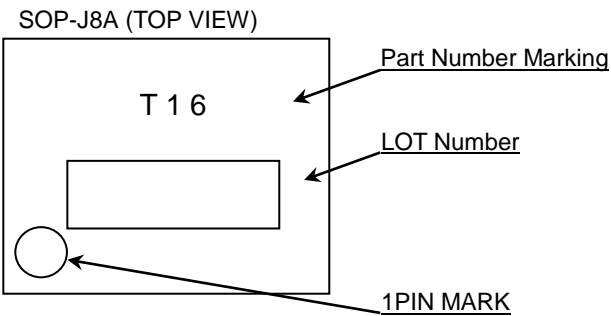 SOP-J8A (TOP VIEW)
Part Number Marking
T 1 6
LOT Number
1PIN MARK